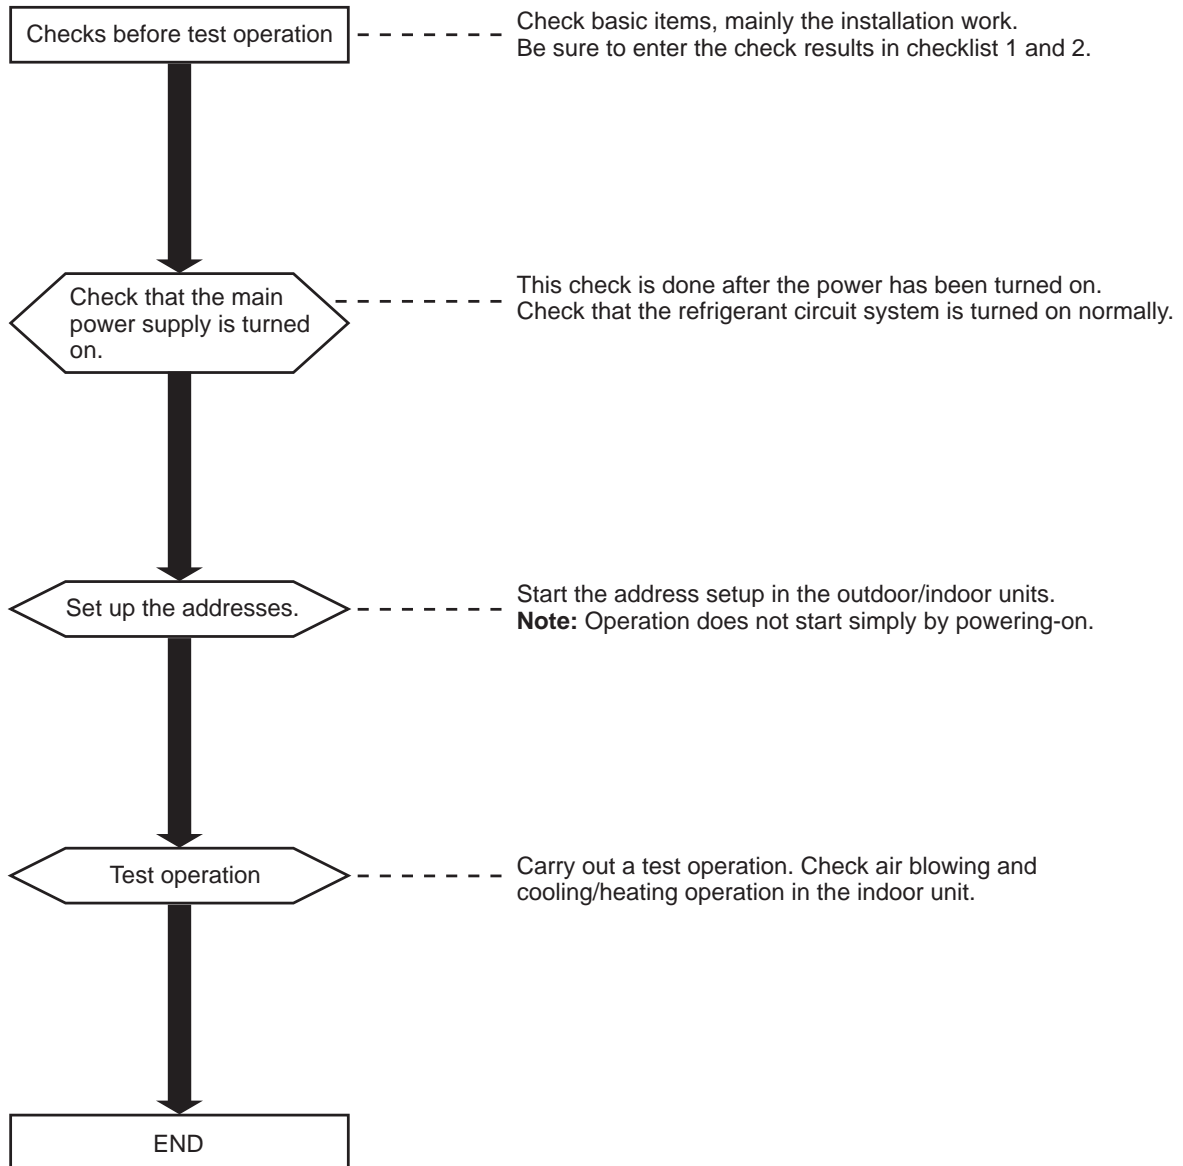 Checks before test operation
Check basic items, mainly the installation work.
Be sure to enter the check results in checklist 1 and 2.
Check that the main
power supply is turned
on.
This check is done after the power has been turned on.
Check that the refrigerant circuit system is turned on normally.
Set up the addresses.
Start the address setup in the outdoor/indoor units.
Note: Operation does not start simply by powering-on.
Test operation
Carry out a test operation. Check air blowing and
cooling/heating operation in the indoor unit.
END